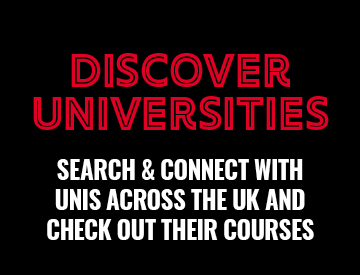 DISCOVER
UNIVERSITIES
SEARCH & CONNECT WITH
UNIS ACROSS THE UK AND
CHECK OUT THEIR COURSES